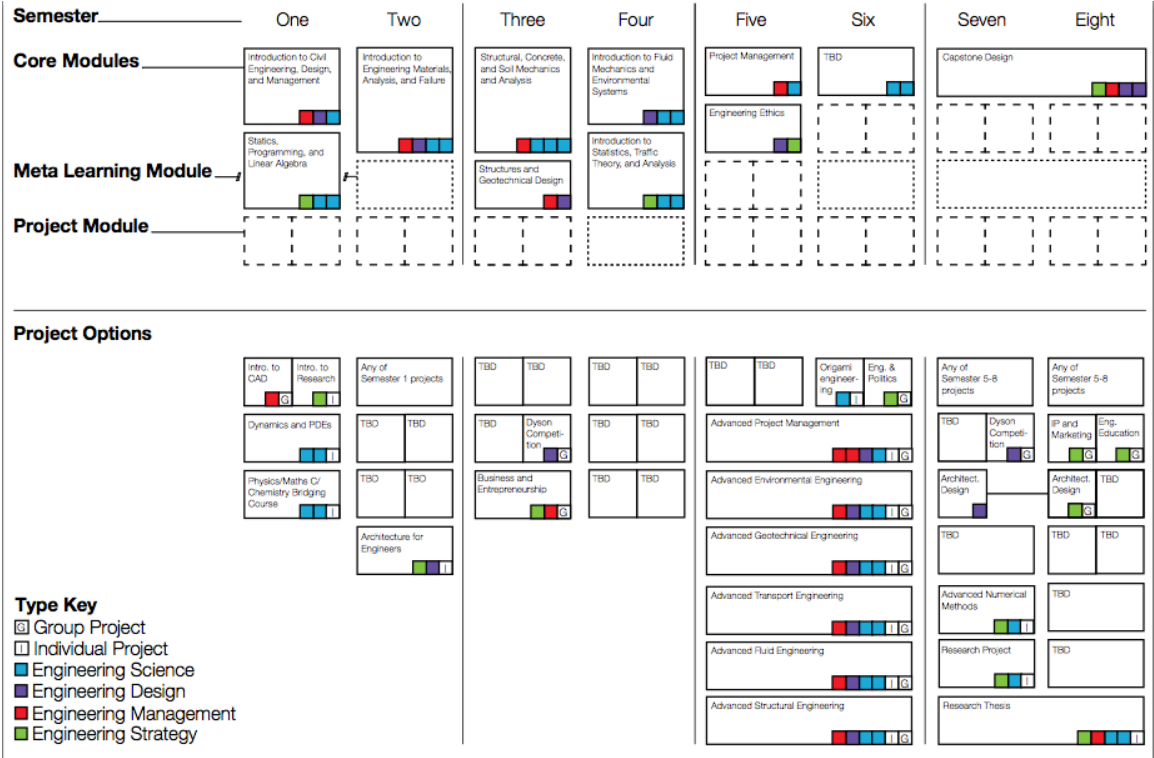 Semester One Two Three Four Five Six Seven Eight
Core Modules
Introduction to Civil
Engineering, Design,
and Management
Introduction to
Engineering Materials,
Analysis, and Failure
Structural, Concrete,
and Soil Mechanics
and Analysis
Introduction to Fluid
Mechanics and
Environmental
Systems
Project Management
TBD
Capstone Design
Engineering Ethics
Statics,
Programming, and
Linear Algebra
Introduction to
Statistics, Traffic
Theory, and Analysis
Meta Learning Module
Structures and
Geotechnical Design
Project Module
Project Options
Intro. to
CAD
G
Intro. to
Research
I
Any of
Semester 1 projects
TBD TBD
TBD TBD
TBD TBD
Origami
engineer-
ing
I
Eng. &
Politics
G
Any of
Semester 5-8
projects
Any of
Semester 5-8
projects
Dynamics and PDEs
I
TBD TBD
TBD
Dyson
Competi-
tion
G
TBD TBD
Advanced Project Management
I G
TBD
Dyson
Competi-
tion
G
IP and
Marketing
G
Eng.
Education
G
Physics/Maths C/
Chemistry Bridging
Course
I
TBD TBD
Business and
Entrepreneurship
G
TBD TBD
Advanced Environmental Engineering
I G
Architect.
Design
Architect.
Design
G
TBD
Architecture for
Engineers
I
Advanced Geotechnical Engineering
I G
TBD
TBD TBD
Advanced Transport Engineering
I G
Advanced Numerical
Methods
I
TBD
Advanced Fluid Engineering
I G
Research Project
I
TBD
Advanced Structural Engineering
I G
Research Thesis
I
Type Key
G Group Project
I Individual Project
Engineering Science
Engineering Design
Engineering Management
Engineering Strategy